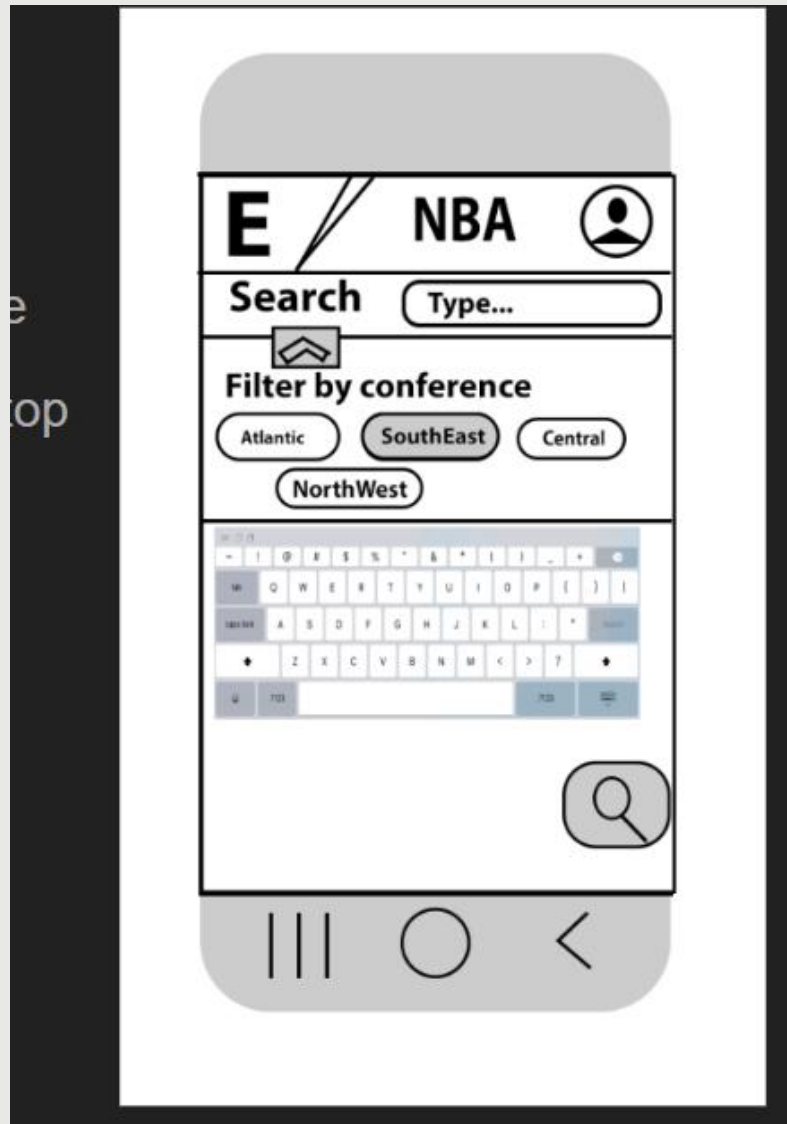 e
top
E NBA
Search Type...
Filter by conference
Atlantic SouthEast Central
NorthWest
~ ! @ # $ % ^ & * ( ) _ +
Q W E R T Y U I O P { } |
A S D F G H J K L : "
Z X C V B N M < > ?